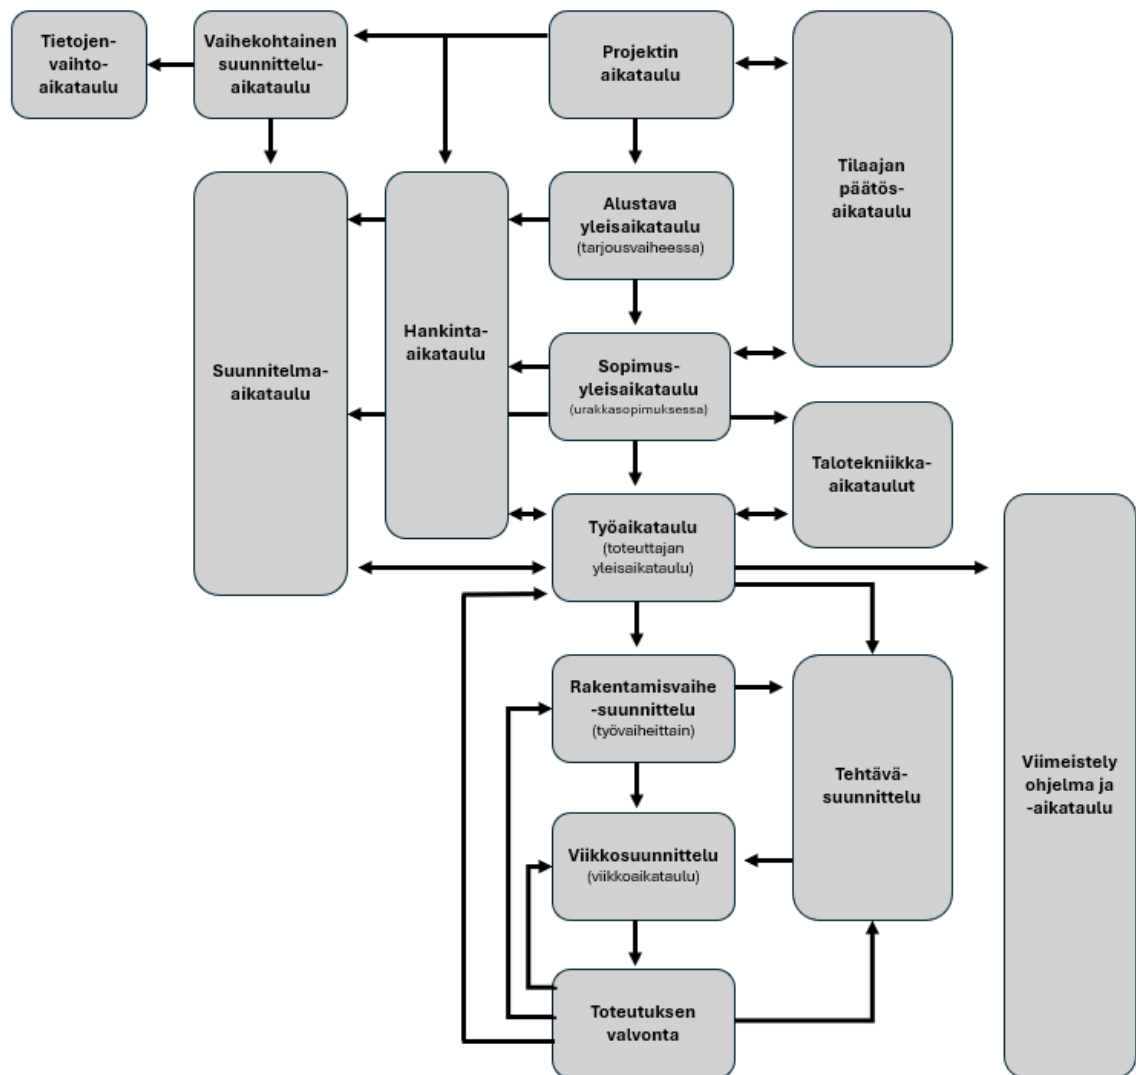 Tietojen-
vaihto-
aikataulu
Vaihekohtainen
suunnittelu-
aikataulu
Projektin
aikataulu
Tilaajan
päätös-
aikataulu
Alustava
yleisaikataulu
(tarjousvaiheessa)
Hankinta-
aikataulu
Suunnitelma-
aikataulu
Sopimus-
yleisaikataulu
(urakkasopimuksessa)
Talotekniikka-
aikataulut
Työaikataulu
(toteuttajan
yleisaikataulu)
Rakentamisvaihe
-suunnittelu
(työvaiheittain)
Tehtävä-
suunnittelu
Viimeistely
ohjelma ja
-aikataulu
Viikkosuunnittelu
(viikkoaikataulu)
Toteutuksen
valvonta